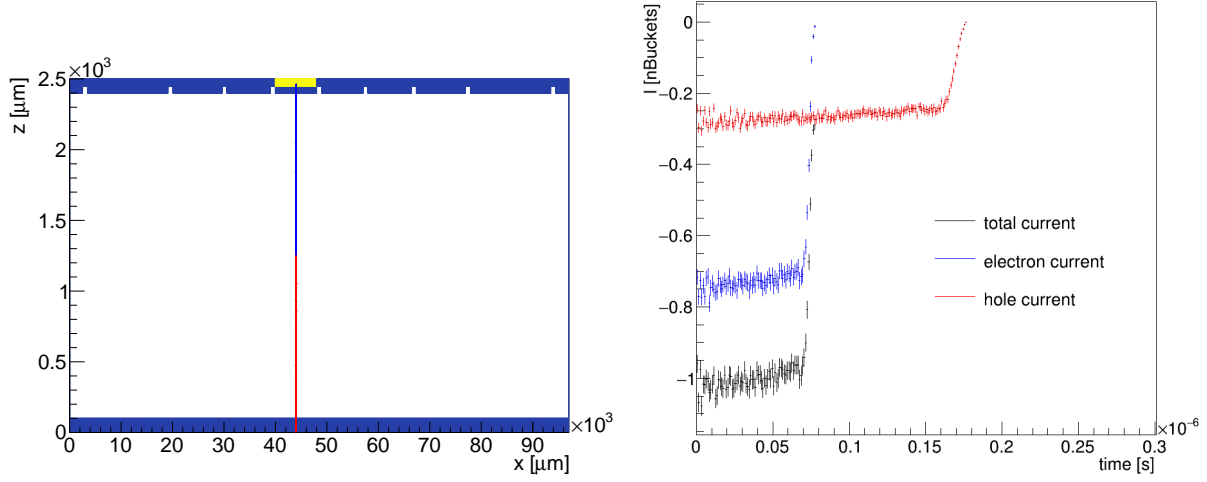 ×10³
z [μm]
2.5
2
1.5
1
0.5
0
0 10 20 30 40 50 60 70 80 90
×10³
x [μm]
I [nBuckets]
0
−0.2
−0.4
−0.6
−0.8
−1
total current
electron current
hole current
0 0.05 0.1 0.15 0.2 0.25 0.3
×10⁻⁶
time [s]